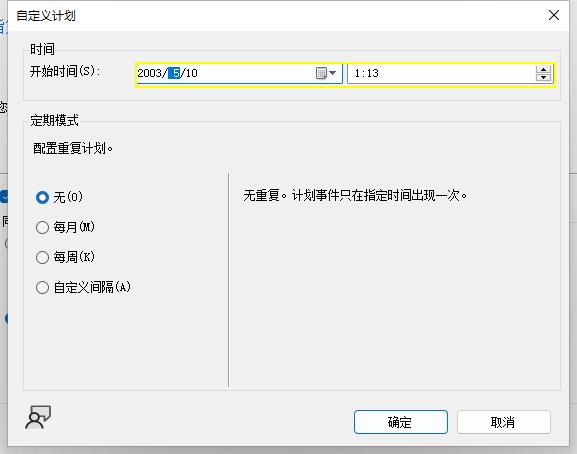 自定义计划
时间
开始时间(S):
2003/ 5/10
1:13
定期模式
配置重复计划。
无(O)
无重复。计划事件只在指定时间出现一次。
每月(M)
每周(K)
自定义间隔(A)
确定
取消